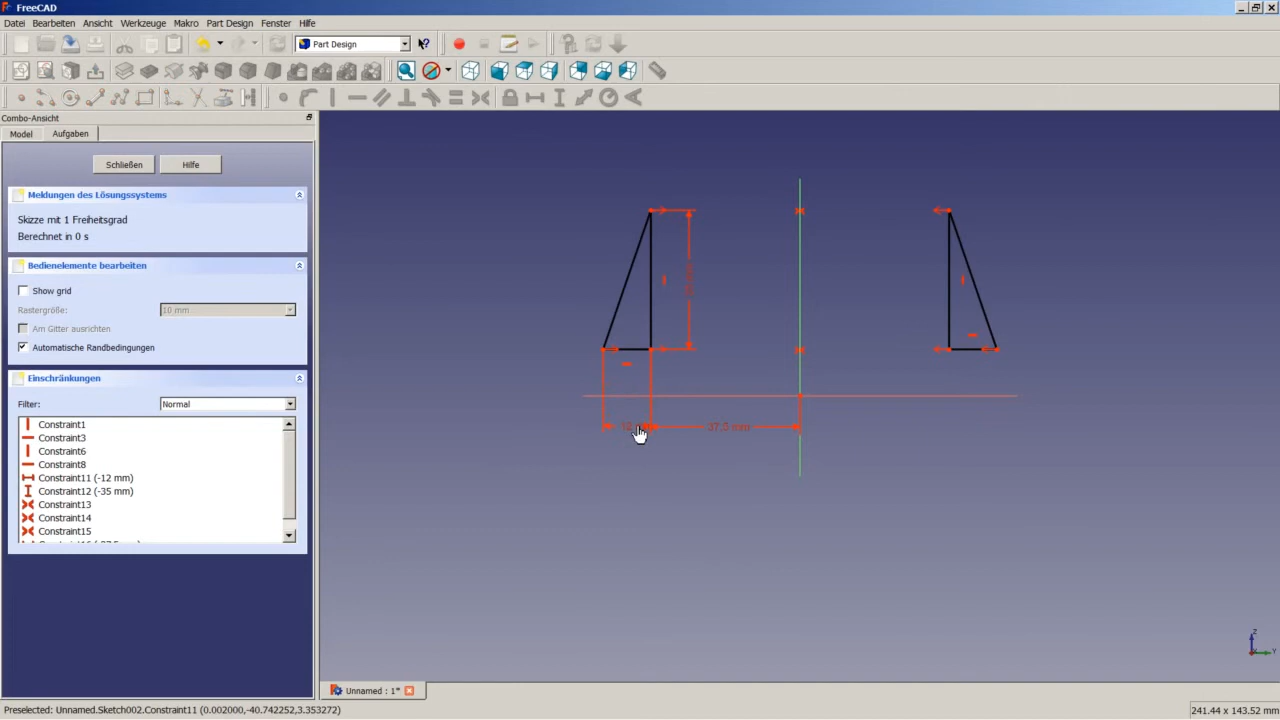 FreeCAD
Datei Bearbeiten Ansicht Werkzeuge Makro Part Design Fenster Hilfe
Part Design
Combo-Ansicht
Model Aufgaben
Schließen Hilfe
Meldungen des Lösungssystems
Skizze mit 1 Freiheitsgrad
Berechnet in 0 s
Bedienelemente bearbeiten
Show grid
Rastergröße: 10 mm
Am Gitter ausrichten
Automatische Randbedingungen
Einschränkungen
Filter: Normal
Constraint1
Constraint3
Constraint6
Constraint8
Constraint11 (-12 mm)
Constraint12 (-35 mm)
Constraint13
Constraint14
Constraint15
12
37.5 mm
Z
Y
Unnamed : 1*
Preselected: Unnamed.Sketch002.Constraint11 (0.002000,-40.742252,3.353272)
241.44 x 143.52 mm